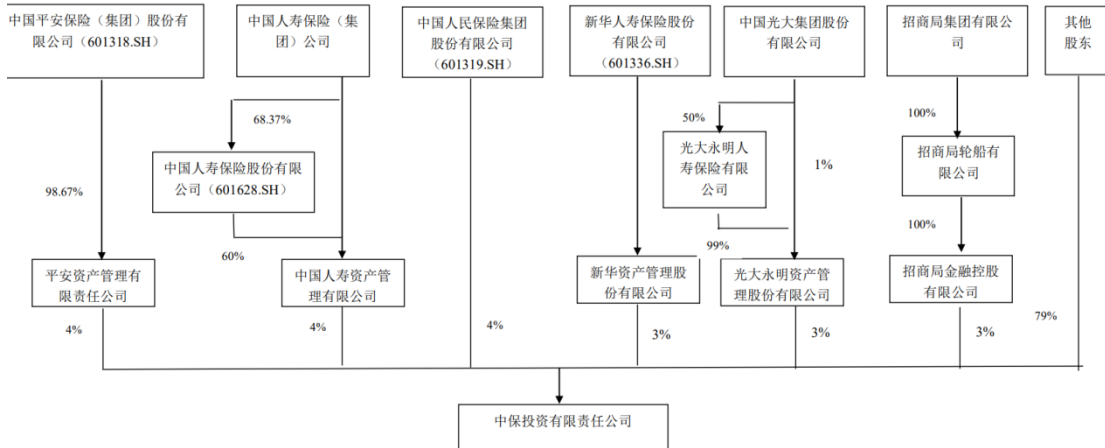 中国平安保险（集团）股份有
限公司（601318.SH）
中国人寿保险（集
团）公司
中国人民保险集团
股份有限公司
（601319.SH）
新华人寿保险股份
有限公司
（601336.SH）
中国光大集团股份有
限公司
招商局集团有限公
司
其他
股东
68.37%
50%
100%
中国人寿保险股份有限
公司（601628.SH）
光大永明人
寿保险有限
公司
招商局轮船有
限公司
98.67%
1%
60%
99%
100%
平安资产管理有
限责任公司
中国人寿资产管
理有限公司
新华资产管理股
份有限公司
光大永明资产管
理股份有限公司
招商局金融控股
有限公司
4%
4%
4%
3%
3%
3%
79%
中保投资有限责任公司